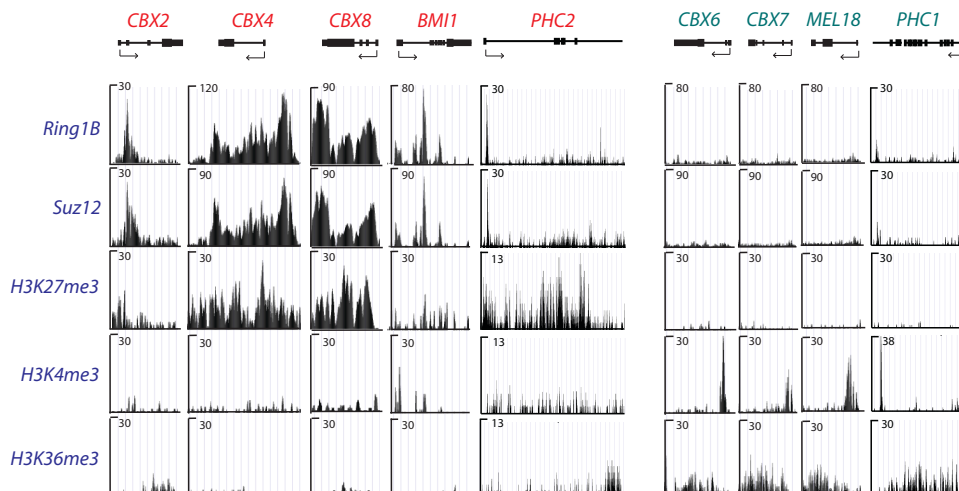 CBX2 CBX4 CBX8 BMI1 PHC2 CBX6 CBX7 MEL18 PHC1
Ring1B 30 120 90 80 30 80 80 80 30
Suz12 30 90 90 90 30 90 90 90 30
H3K27me3 30 30 30 30 13 30 30 30 30
H3K4me3 30 30 30 30 13 30 30 30 38
H3K36me3 30 30 30 30 13 30 30 30 30